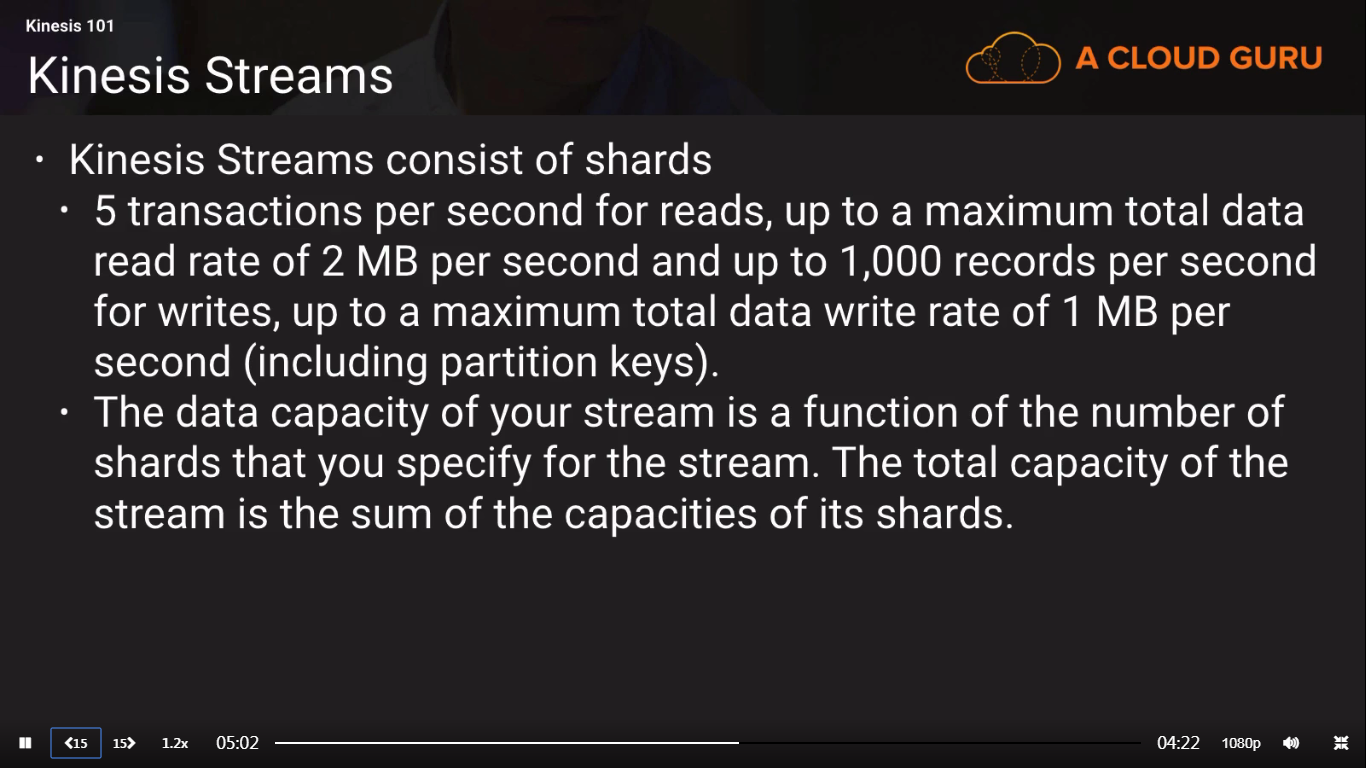 Kinesis 101
Kinesis Streams
A CLOUD GURU
• Kinesis Streams consist of shards
• 5 transactions per second for reads, up to a maximum total data
read rate of 2 MB per second and up to 1,000 records per second
for writes, up to a maximum total data write rate of 1 MB per
second (including partition keys).
• The data capacity of your stream is a function of the number of
shards that you specify for the stream. The total capacity of the
stream is the sum of the capacities of its shards.
15 15 1.2x 05:02 04:22 1080p